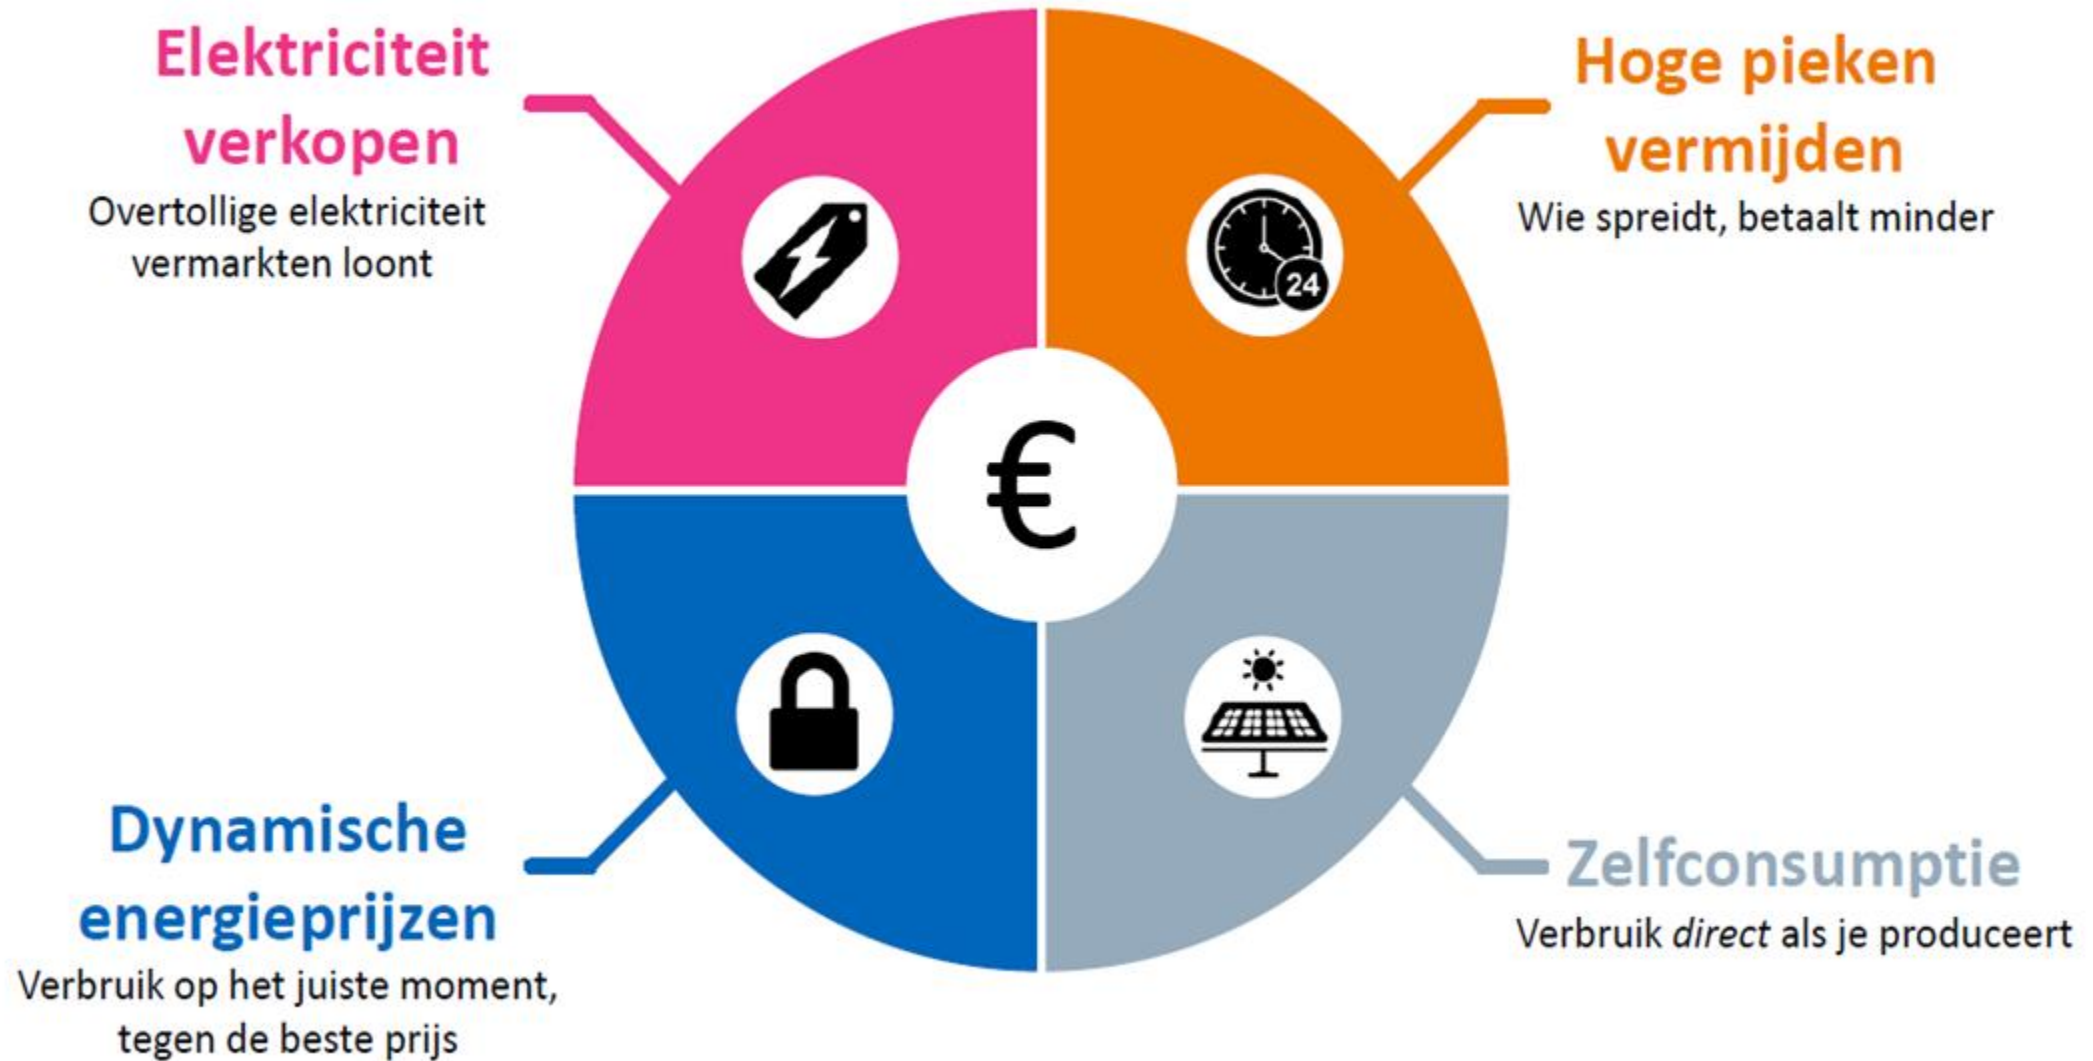 Elektriciteit
verkopen
Overtollige elektriciteit
vermarkten loont
Hoge pieken
vermijden
Wie spreidt, betaalt minder
24
€
Dynamische
energieprijzen
Verbruik op het juiste moment,
tegen de beste prijs
Zelfconsumptie
Verbruik direct als je produceert